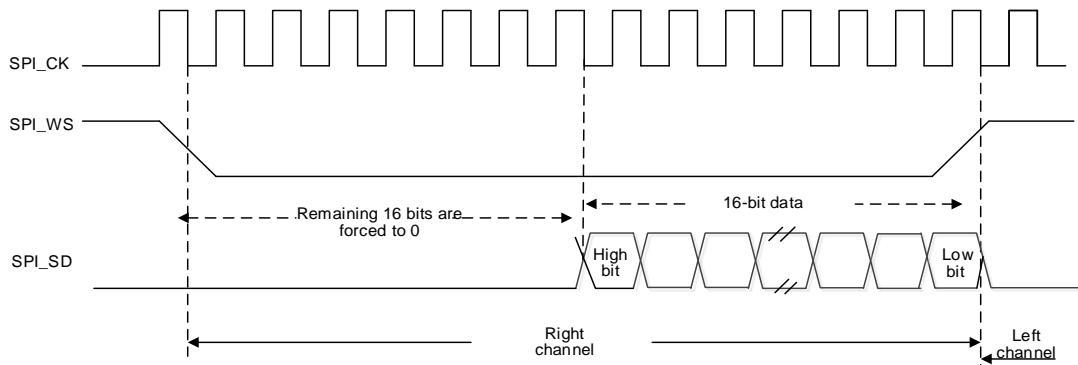 SPI_CK
SPI_WS
Remaining 16 bits are
forced to 0
16-bit data
SPI_SD
High
bit
Low
bit
Right
channel
Left
channel